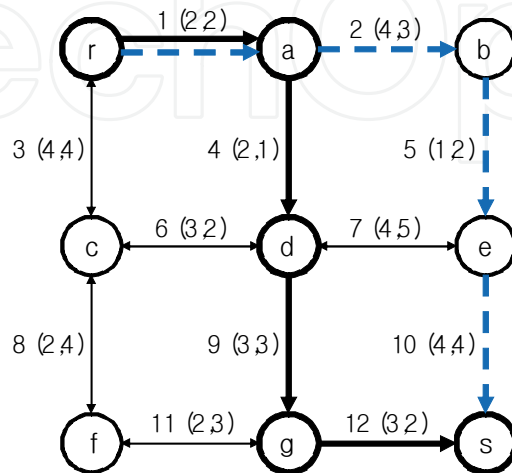 1 (2,2)
2 (4,3)
r
a
b
3 (4,4)
4 (2,1)
5 (1,2)
6 (3,2)
7 (4,5)
c
d
e
8 (2,4)
9 (3,3)
10 (4,4)
11 (2,3)
12 (3,2)
f
g
s